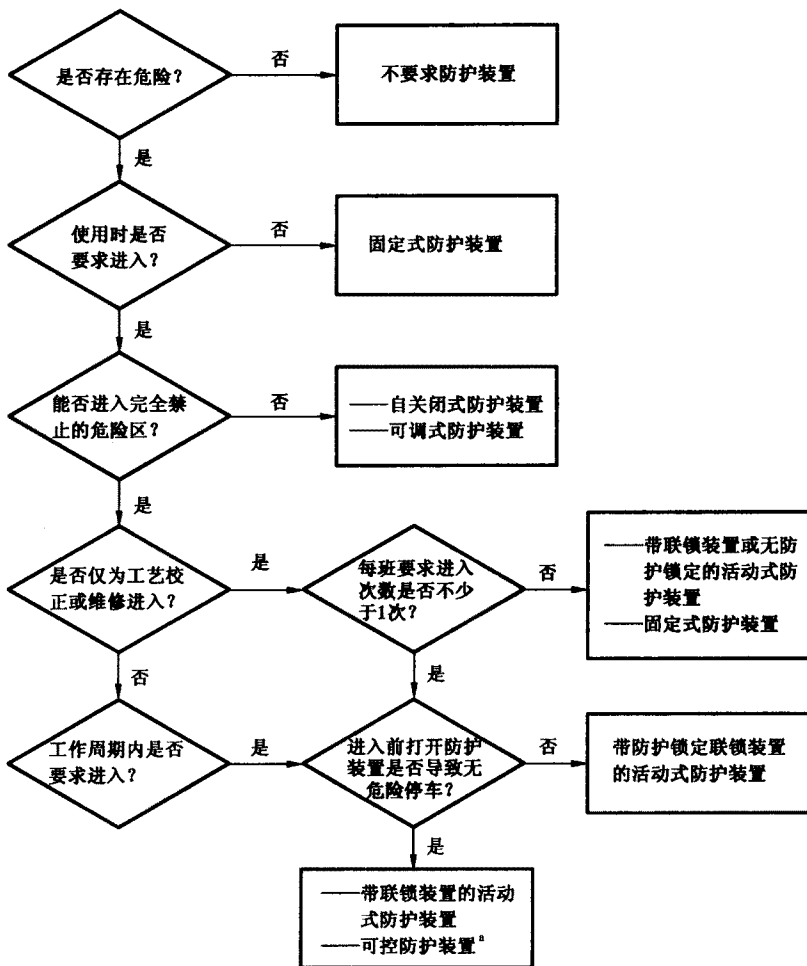 是否存在危险?
否
不要求防护装置
是
使用时是否
要求进入?
否
固定式防护装置
是
能否进入完全禁
止的危险区?
否
——自关闭式防护装置
——可调式防护装置
是
是否仅为工艺校
正或维修进入?
是
每班要求进入
次数是否不少
于1次?
否
——带联锁装置或无防
护锁定的活动式防
护装置
——固定式防护装置
否
是
工作周期内是否
要求进入?
是
进入前打开防护
装置是否导致无
危险停车?
否
带防护锁定联锁装置
的活动式防护装置
是
——带联锁装置的活动
式防护装置
——可控防护装置ª